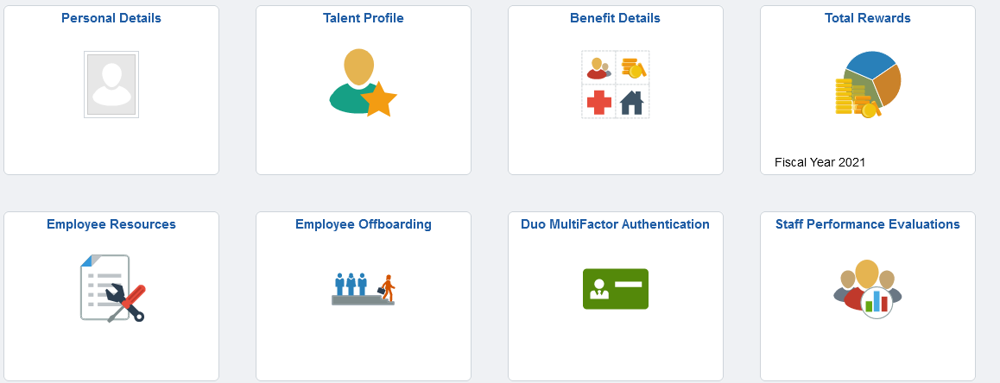 Personal Details
Talent Profile
Benefit Details
Total Rewards
Fiscal Year 2021
Employee Resources
Employee Offboarding
Duo MultiFactor Authentication
Staff Performance Evaluations